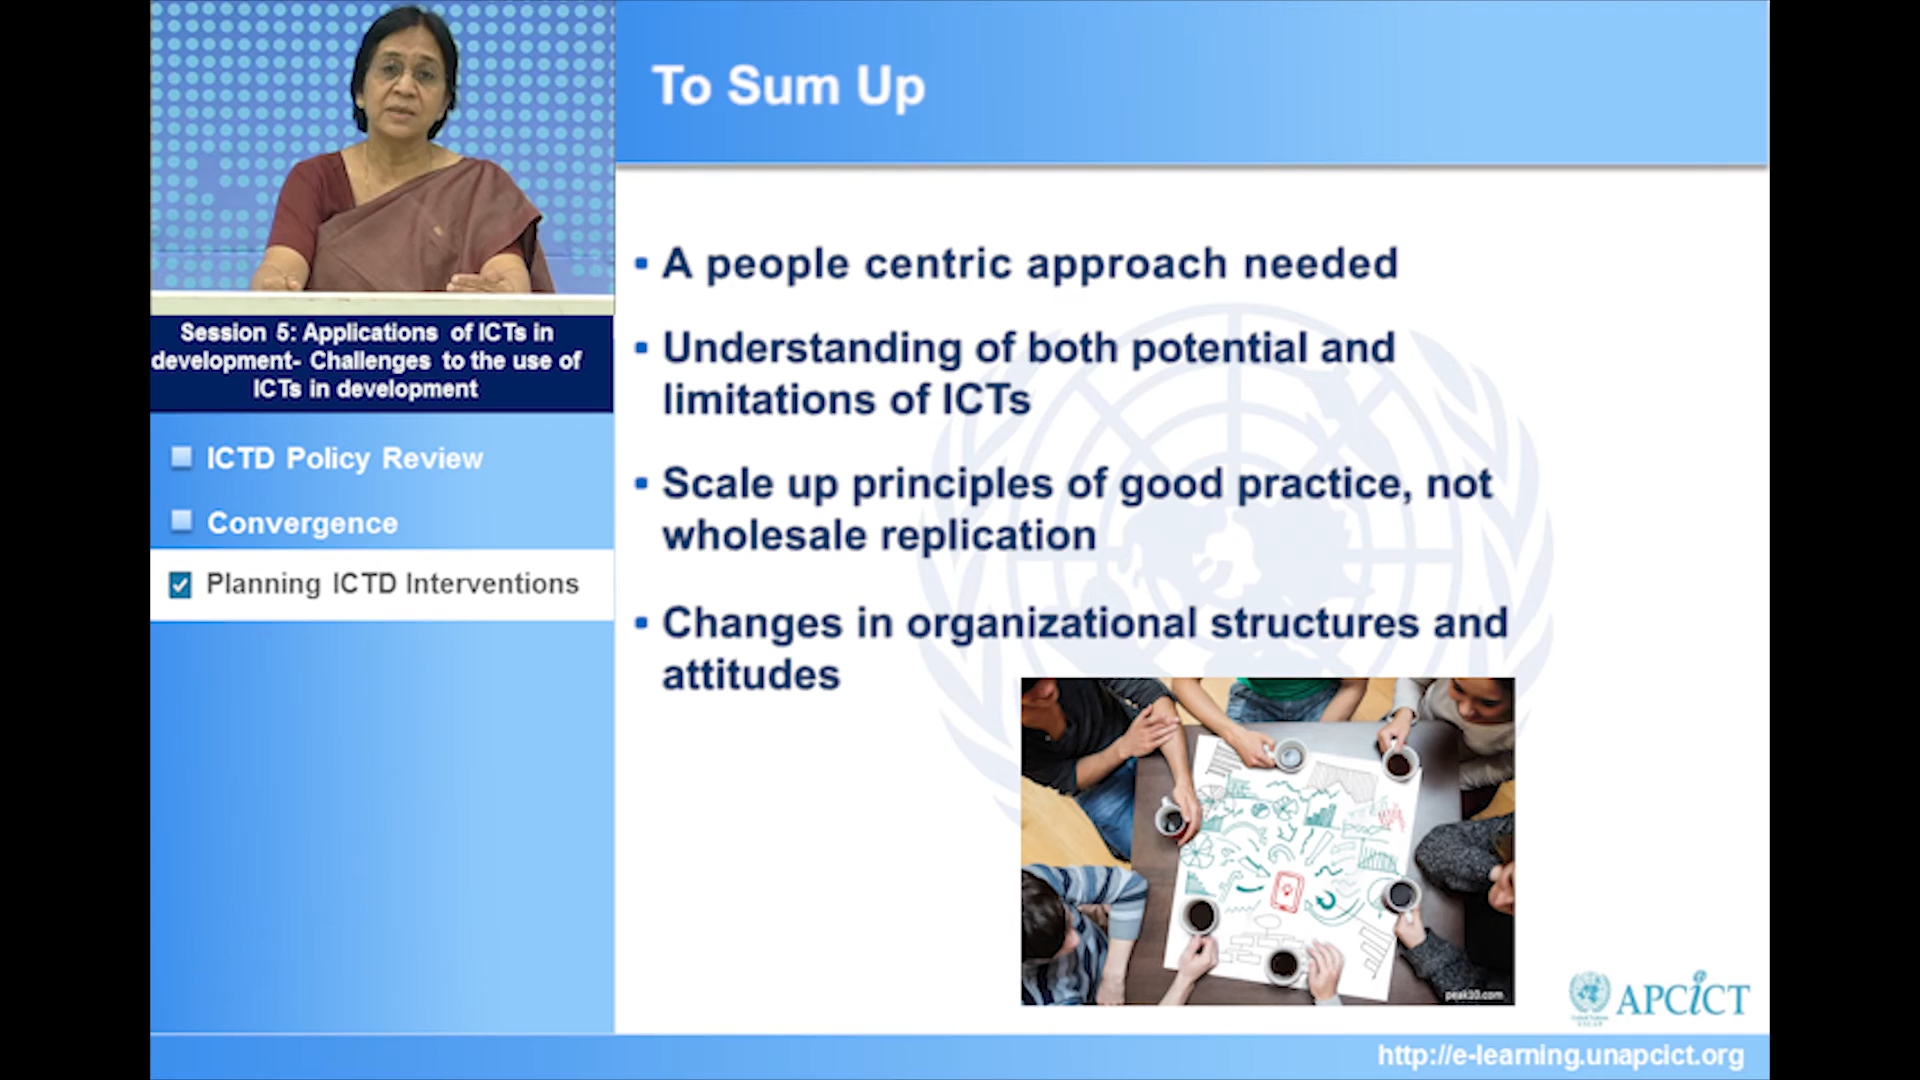 To Sum Up
Session 5: Applications of ICTs in
development- Challenges to the use of
ICTs in development
ICTD Policy Review
Convergence
Planning ICTD Interventions
A people centric approach needed
Understanding of both potential and
limitations of ICTs
Scale up principles of good practice, not
wholesale replication
Changes in organizational structures and
attitudes
peak10.com
APCICT
http://e-learning.unapcict.org